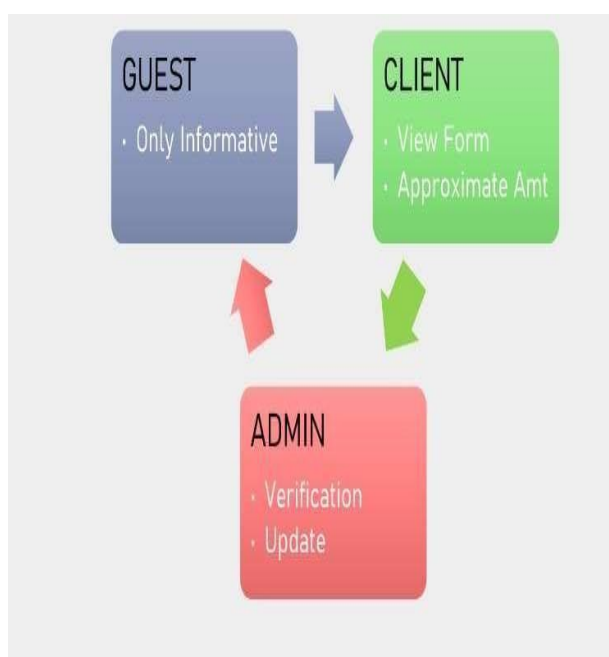 GUEST
· Only Informative
CLIENT
· View Form
· Approximate Amt
ADMIN
· Verification
· Update